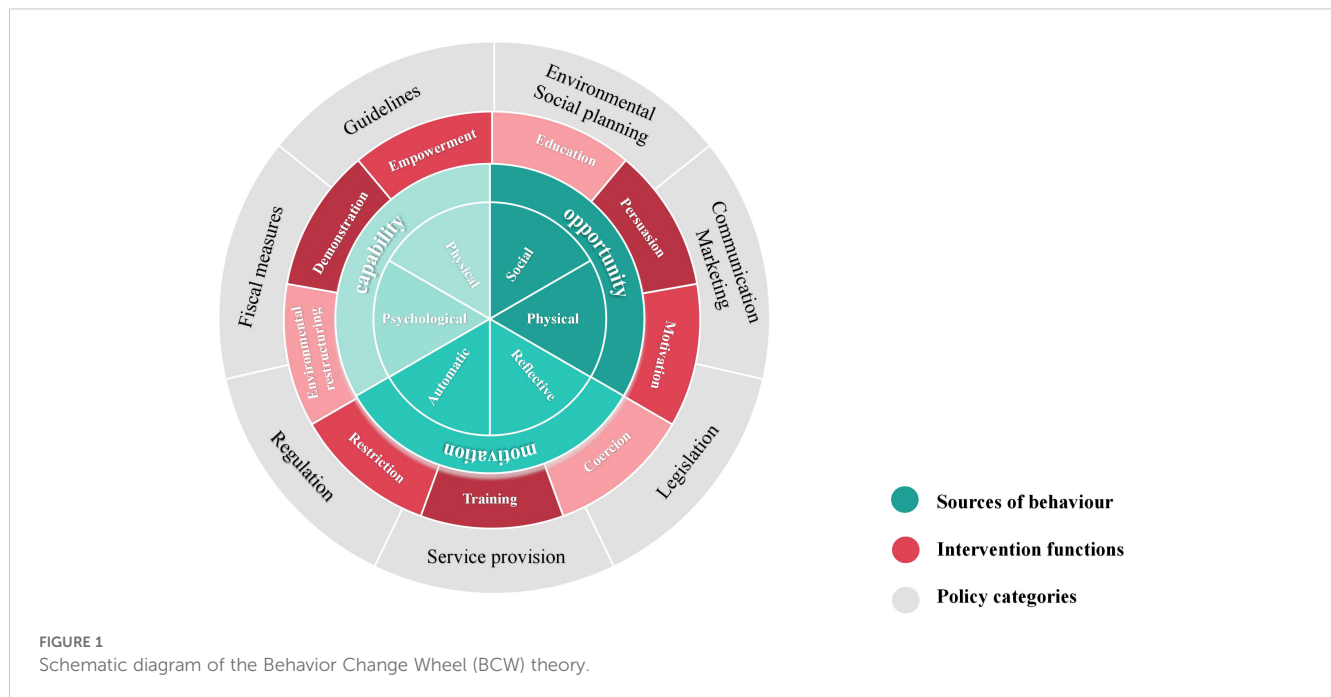 Environmental
Social planning
Communication
Marketing
Legislation
Service provision
Regulation
Fiscal measures
Guidelines
Education
Persuasion
Motivation
Coercion
Training
Restriction
Environmental
restructuring
Demonstration
Empowerment
opportunity
motivation
capability
Social
Physical
Reflective
Automatic
Psychological
Physical
Sources of behaviour
Intervention functions
Policy categories
FIGURE 1
Schematic diagram of the Behavior Change Wheel (BCW) theory.